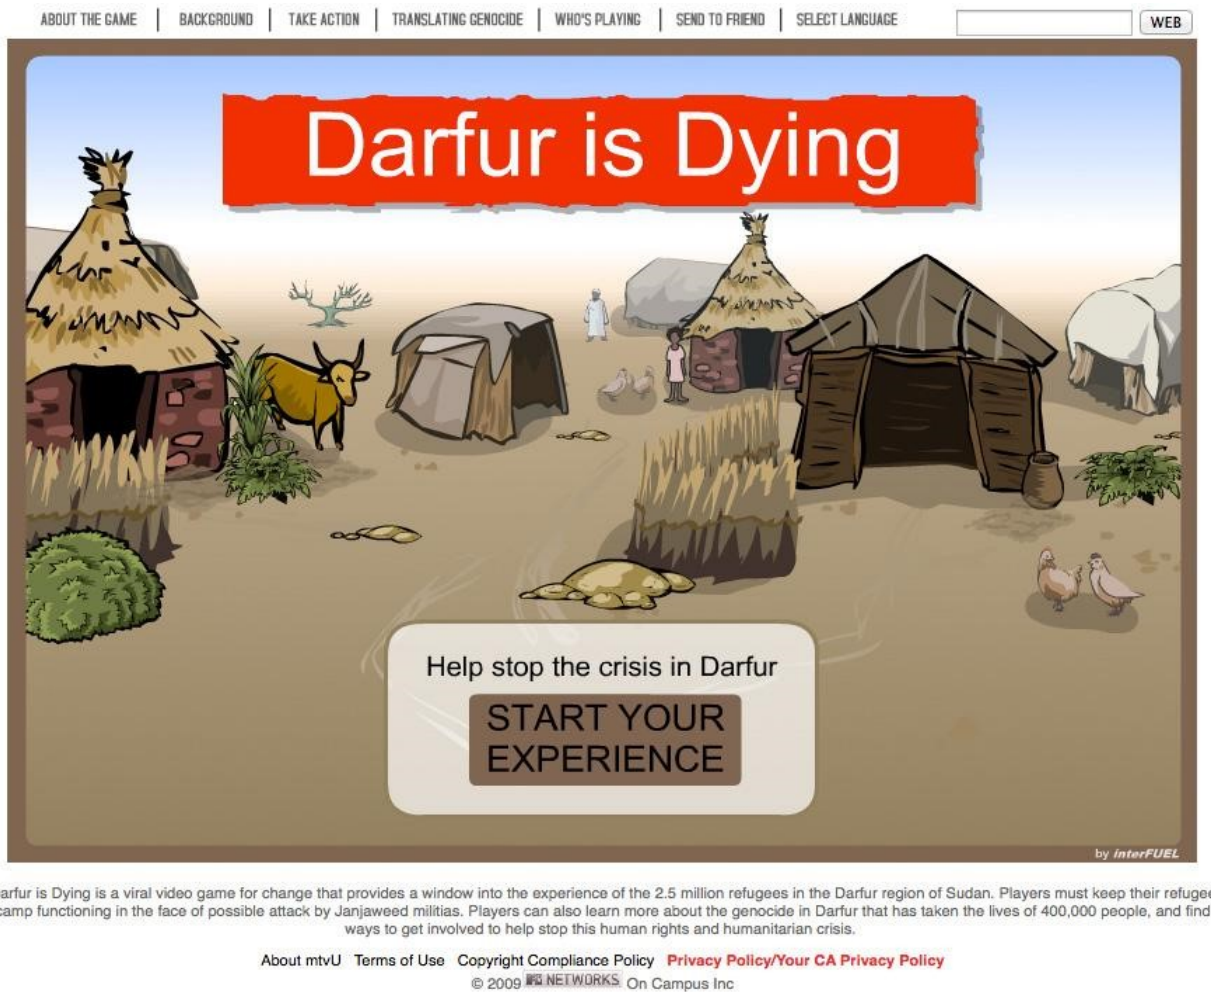 ABOUT THE GAME | BACKGROUND | TAKE ACTION | TRANSLATING GENOCIDE | WHO'S PLAYING | SEND TO FRIEND | SELECT LANGUAGE WEB
Darfur is Dying
Help stop the crisis in Darfur
START YOUR
EXPERIENCE
by interFUEL
arfur is Dying is a viral video game for change that provides a window into the experience of the 2.5 million refugees in the Darfur region of Sudan. Players must keep their refugee
camp functioning in the face of possible attack by Janjaweed militias. Players can also learn more about the genocide in Darfur that has taken the lives of 400,000 people, and find
ways to get involved to help stop this human rights and humanitarian crisis.
About mtvU Terms of Use Copyright Compliance Policy Privacy Policy/Your CA Privacy Policy
© 2009 NETWORKS On Campus Inc